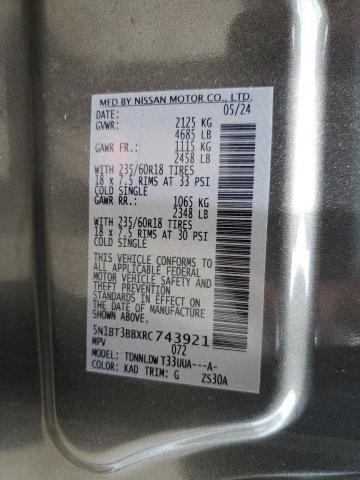 MFD BY NISSAN MOTOR CO., LTD.
DATE: 05/24
GVWR: 2125 KG
4685 LB
GAWR FR.: 1115 KG
2458 LB
WITH 235/60R18 TIRES
18 x 7.5 RIMS AT 33 PSI
COLD SINGLE
GAWR RR.: 1065 KG
2348 LB
WITH 235/60R18 TIRES
18 x 7.5 RIMS AT 30 PSI
COLD SINGLE
THIS VEHICLE CONFORMS TO
ALL APPLICABLE FEDERAL
MOTOR VEHICLE SAFETY AND
THEFT PREVENTION
STANDARDS IN EFFECT ON THE
DATE OF MANUFACTURE
SHOWN ABOVE.
5N1BT3BBXRC743921
MPV 072
MODEL: TDNNLDW T33UUA---A-
COLOR: KAD TRIM: G ZS30A